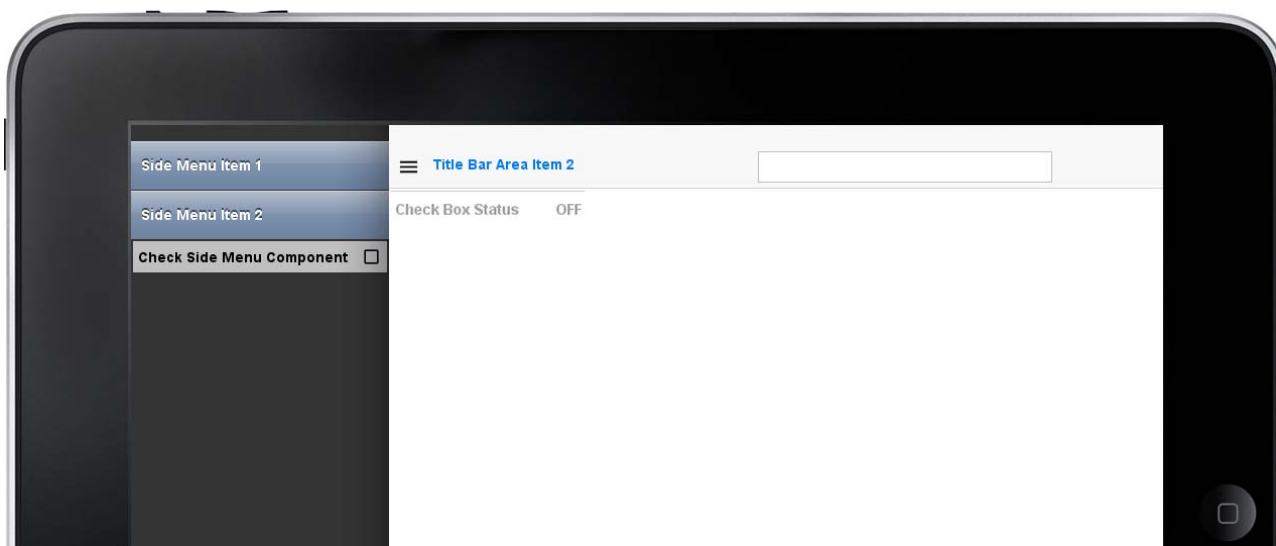 Side Menu Item 1
Title Bar Area Item 2
Side Menu Item 2
Check Box Status OFF
Check Side Menu Component